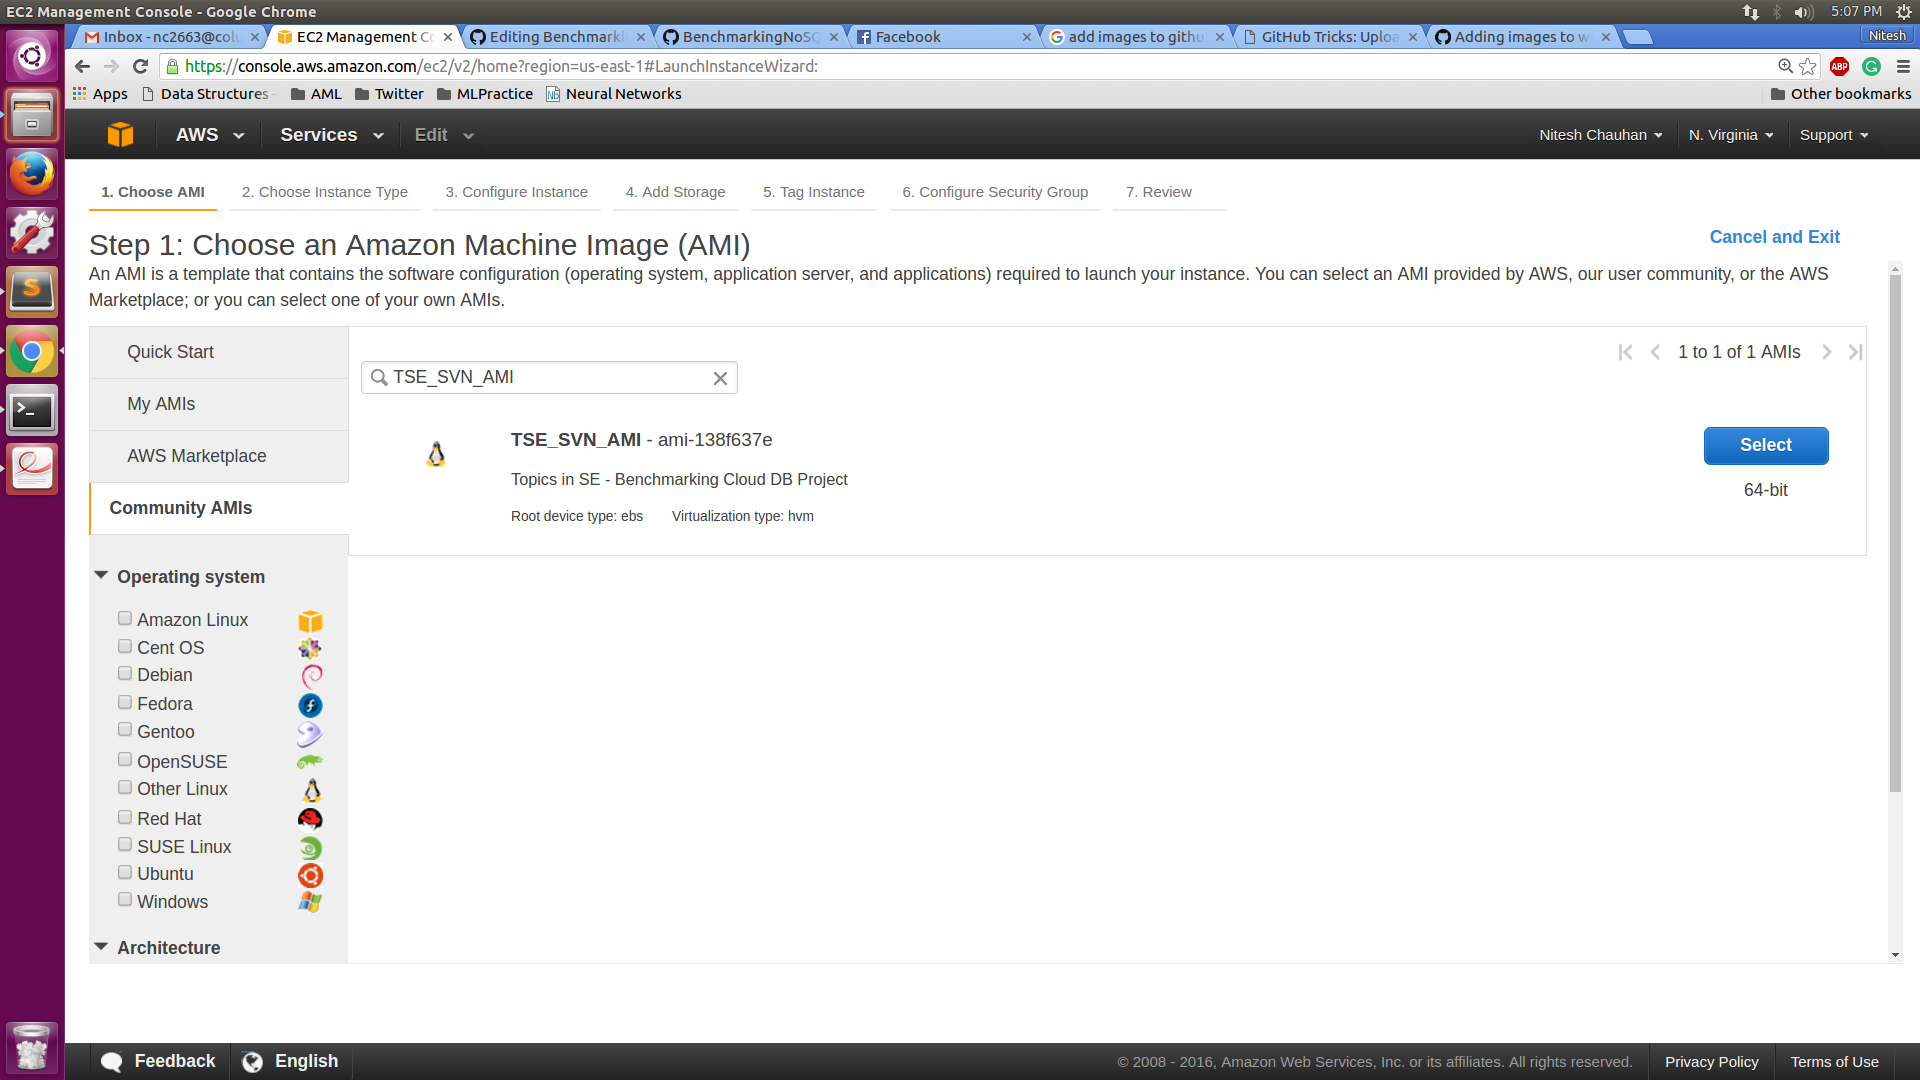 EC2 Management Console - Google Chrome
5:07 PM
Inbox - nc2663@colu
EC2 Management Co
Editing Benchmarkin
BenchmarkingNoSQ
Facebook
add images to githu
GitHub Tricks: Uploa
Adding images to wi
Nitesh
https://console.aws.amazon.com/ec2/v2/home?region=us-east-1#LaunchInstanceWizard:
ABP
Apps
Data Structures -
AML
Twitter
MLPractice
Nb
Neural Networks
Other bookmarks
AWS
Services
Edit
Nitesh Chauhan
N. Virginia
Support
1. Choose AMI
2. Choose Instance Type
3. Configure Instance
4. Add Storage
5. Tag Instance
6. Configure Security Group
7. Review
Step 1: Choose an Amazon Machine Image (AMI)
Cancel and Exit
An AMI is a template that contains the software configuration (operating system, application server, and applications) required to launch your instance. You can select an AMI provided by AWS, our user community, or the AWS
Marketplace; or you can select one of your own AMIs.
Quick Start
My AMIs
AWS Marketplace
Community AMIs
1 to 1 of 1 AMIs
TSE_SVN_AMI
TSE_SVN_AMI - ami-138f637e
Topics in SE - Benchmarking Cloud DB Project
Root device type: ebs
Virtualization type: hvm
Select
64-bit
Operating system
Amazon Linux
Cent OS
Debian
Fedora
Gentoo
OpenSUSE
Other Linux
Red Hat
SUSE Linux
Ubuntu
Windows
Architecture
Feedback
English
© 2008 - 2016, Amazon Web Services, Inc. or its affiliates. All rights reserved.
Privacy Policy
Terms of Use